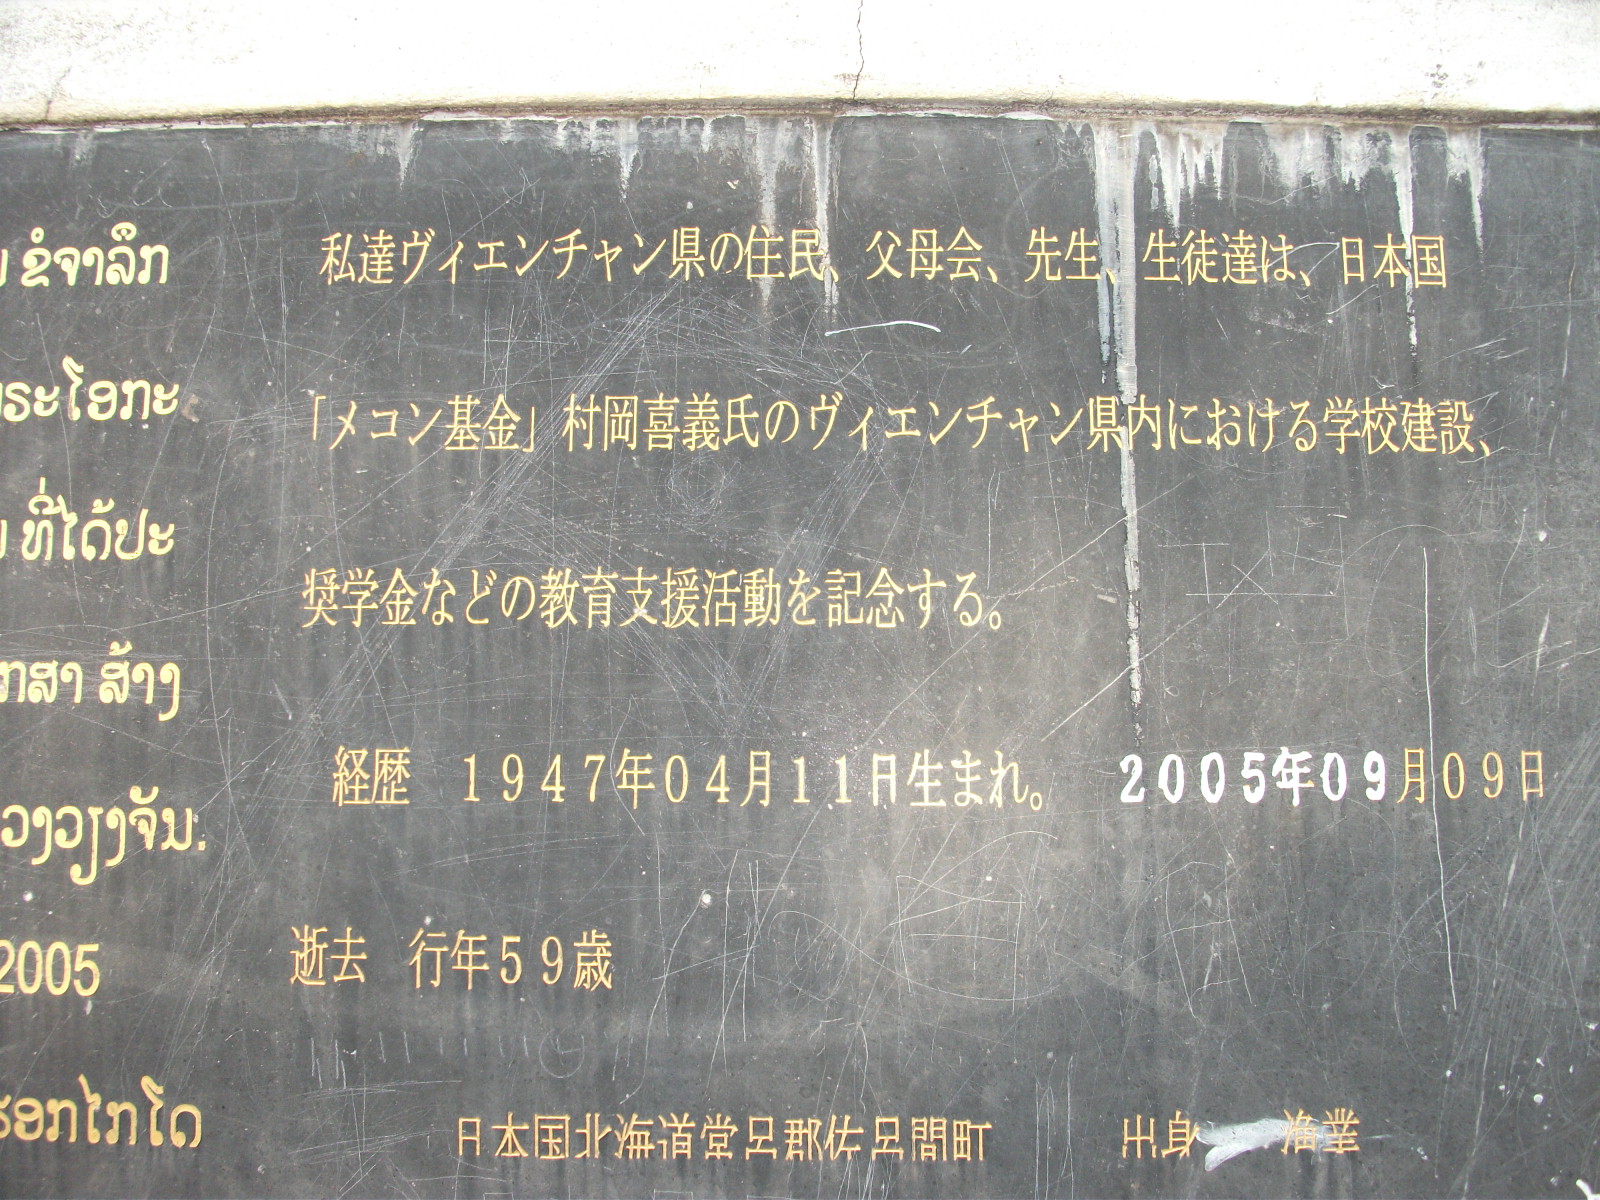 ຂໍຈາລຶກ
私達ヴィエンチャン県の住民、父母会、先生、生徒達は、日本国
ພຣະໂອກະ
「メコン基金」村岡喜義氏のヴィエンチャン県内における学校建設、
ທີ່ໄດ້ປະ
奨学金などの教育支援活動を記念する。
ກສາ ສ້າງ
経歴 1947年04月11日生まれ。 2005年09月09日
ວງວຽງຈັນ.
逝去 行年59歳
2005
ຮອກໄກໂດ
日本国北海道常呂郡佐呂間町 出身 漁業